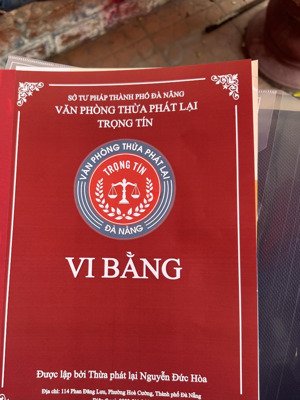 SỞ TƯ PHÁP THÀNH PHỐ ĐÀ NẴNG
VĂN PHÒNG THỪA PHÁT LẠI
TRỌNG TÍN
VĂN PHÒNG THỪA PHÁT LẠI
TRỌNG TÍN
ĐÀ NẴNG
VI BẰNG
Được lập bởi Thừa phát lại Nguyễn Đức Hòa
Địa chỉ: 114 Phan Đăng Lưu, Phường Hoà Cường, Thành phố Đà Nẵng